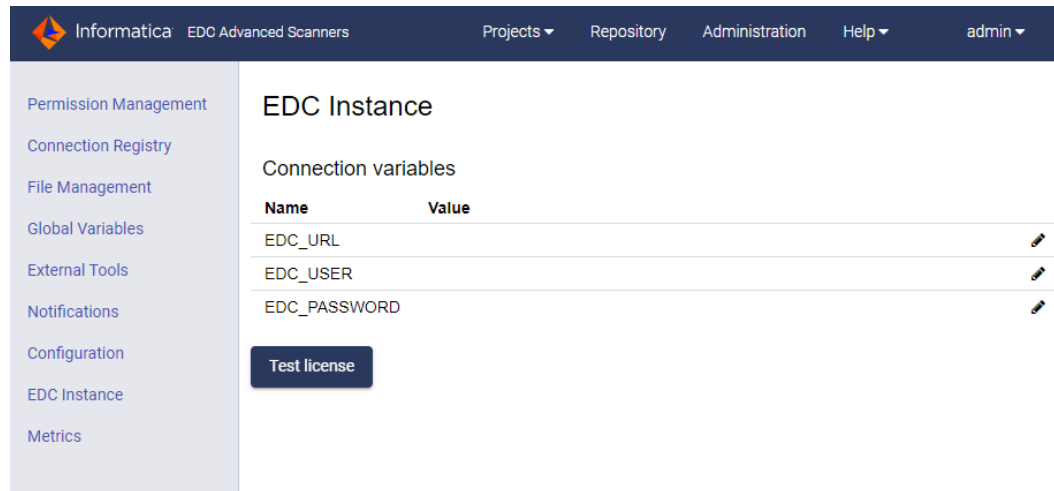 Informatica EDC Advanced Scanners Projects Repository Administration Help admin
Permission Management
Connection Registry
File Management
Global Variables
External Tools
Notifications
Configuration
EDC Instance
Metrics
EDC Instance
Connection variables
Name Value
EDC_URL
EDC_USER
EDC_PASSWORD
Test license